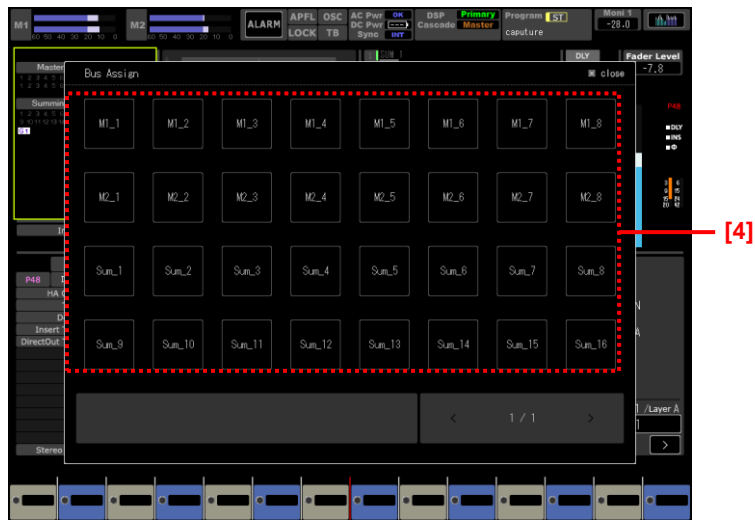 M1
60 50 40 30 20 10 0
M2
60 50 40 30 20 10 0
ALARM
APFL OSC
LOCK TB
AC Pwr OK
DC Pwr
Sync INT
DSP Primary
Cascade Master
Program ST
caputure
Moni 1
-28.0
DLY
Fader Level
-7.8
Master
Bus Assign
close
M1_1 M1_2 M1_3 M1_4 M1_5 M1_6 M1_7 M1_8
P48
DLY
INS
Φ
M2_1 M2_2 M2_3 M2_4 M2_5 M2_6 M2_7 M2_8
[4]
Sum_1 Sum_2 Sum_3 Sum_4 Sum_5 Sum_6 Sum_7 Sum_8
P48
Insert
DirectOut
Sum_9 Sum_10 Sum_11 Sum_12 Sum_13 Sum_14 Sum_15 Sum_16
< 1 / 1 >
/Layer A
Stereo
>